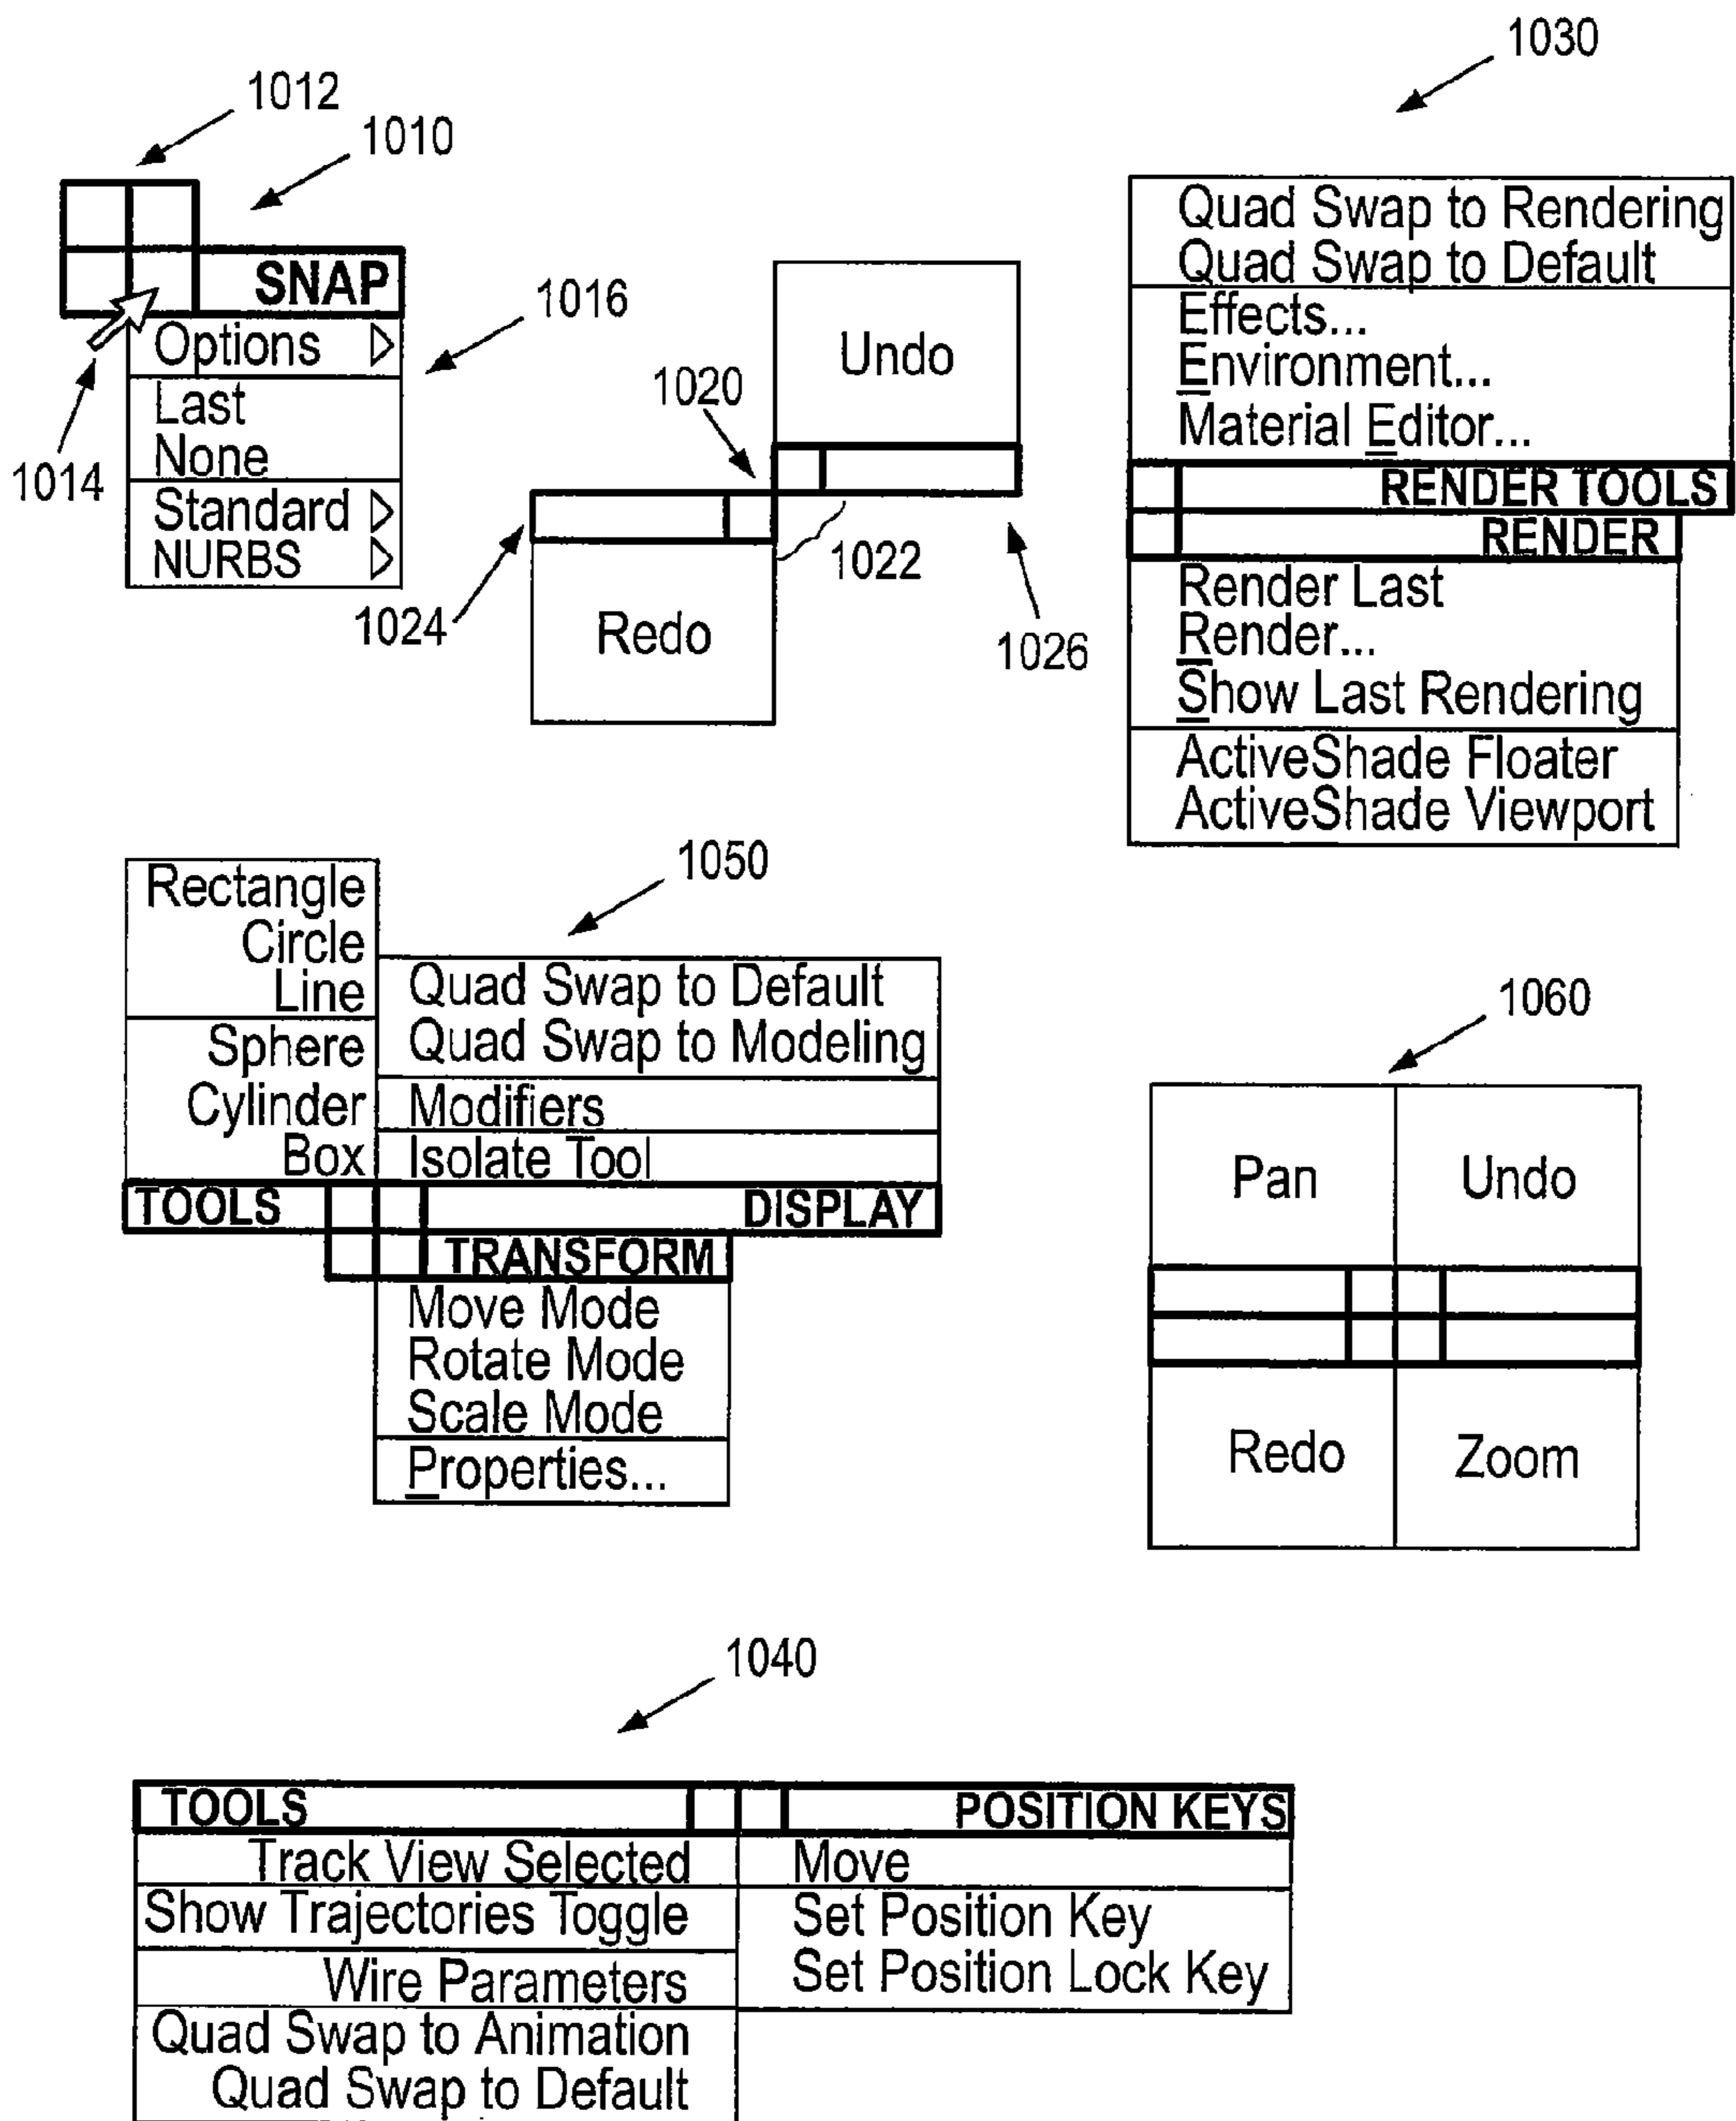 1030
1012
1010
SNAP
Options
Last
None
Standard
NURBS
1016
1014
Undo
1020
1022
1024
Redo
1026
Quad Swap to Rendering
Quad Swap to Default
Effects...
Environment...
Material Editor...
RENDER TOOLS
RENDER
Render Last
Render...
Show Last Rendering
ActiveShade Floater
ActiveShade Viewport
1050
Rectangle
Circle
Line
Sphere
Cylinder
Box
Quad Swap to Default
Quad Swap to Modeling
Modifiers
Isolate Tool
TOOLS
DISPLAY
TRANSFORM
Move Mode
Rotate Mode
Scale Mode
Properties...
1060
Pan
Undo
Redo
Zoom
1040
TOOLS
POSITION KEYS
Track View Selected
Show Trajectories Toggle
Wire Parameters
Quad Swap to Animation
Quad Swap to Default
Move
Set Position Key
Set Position Lock Key